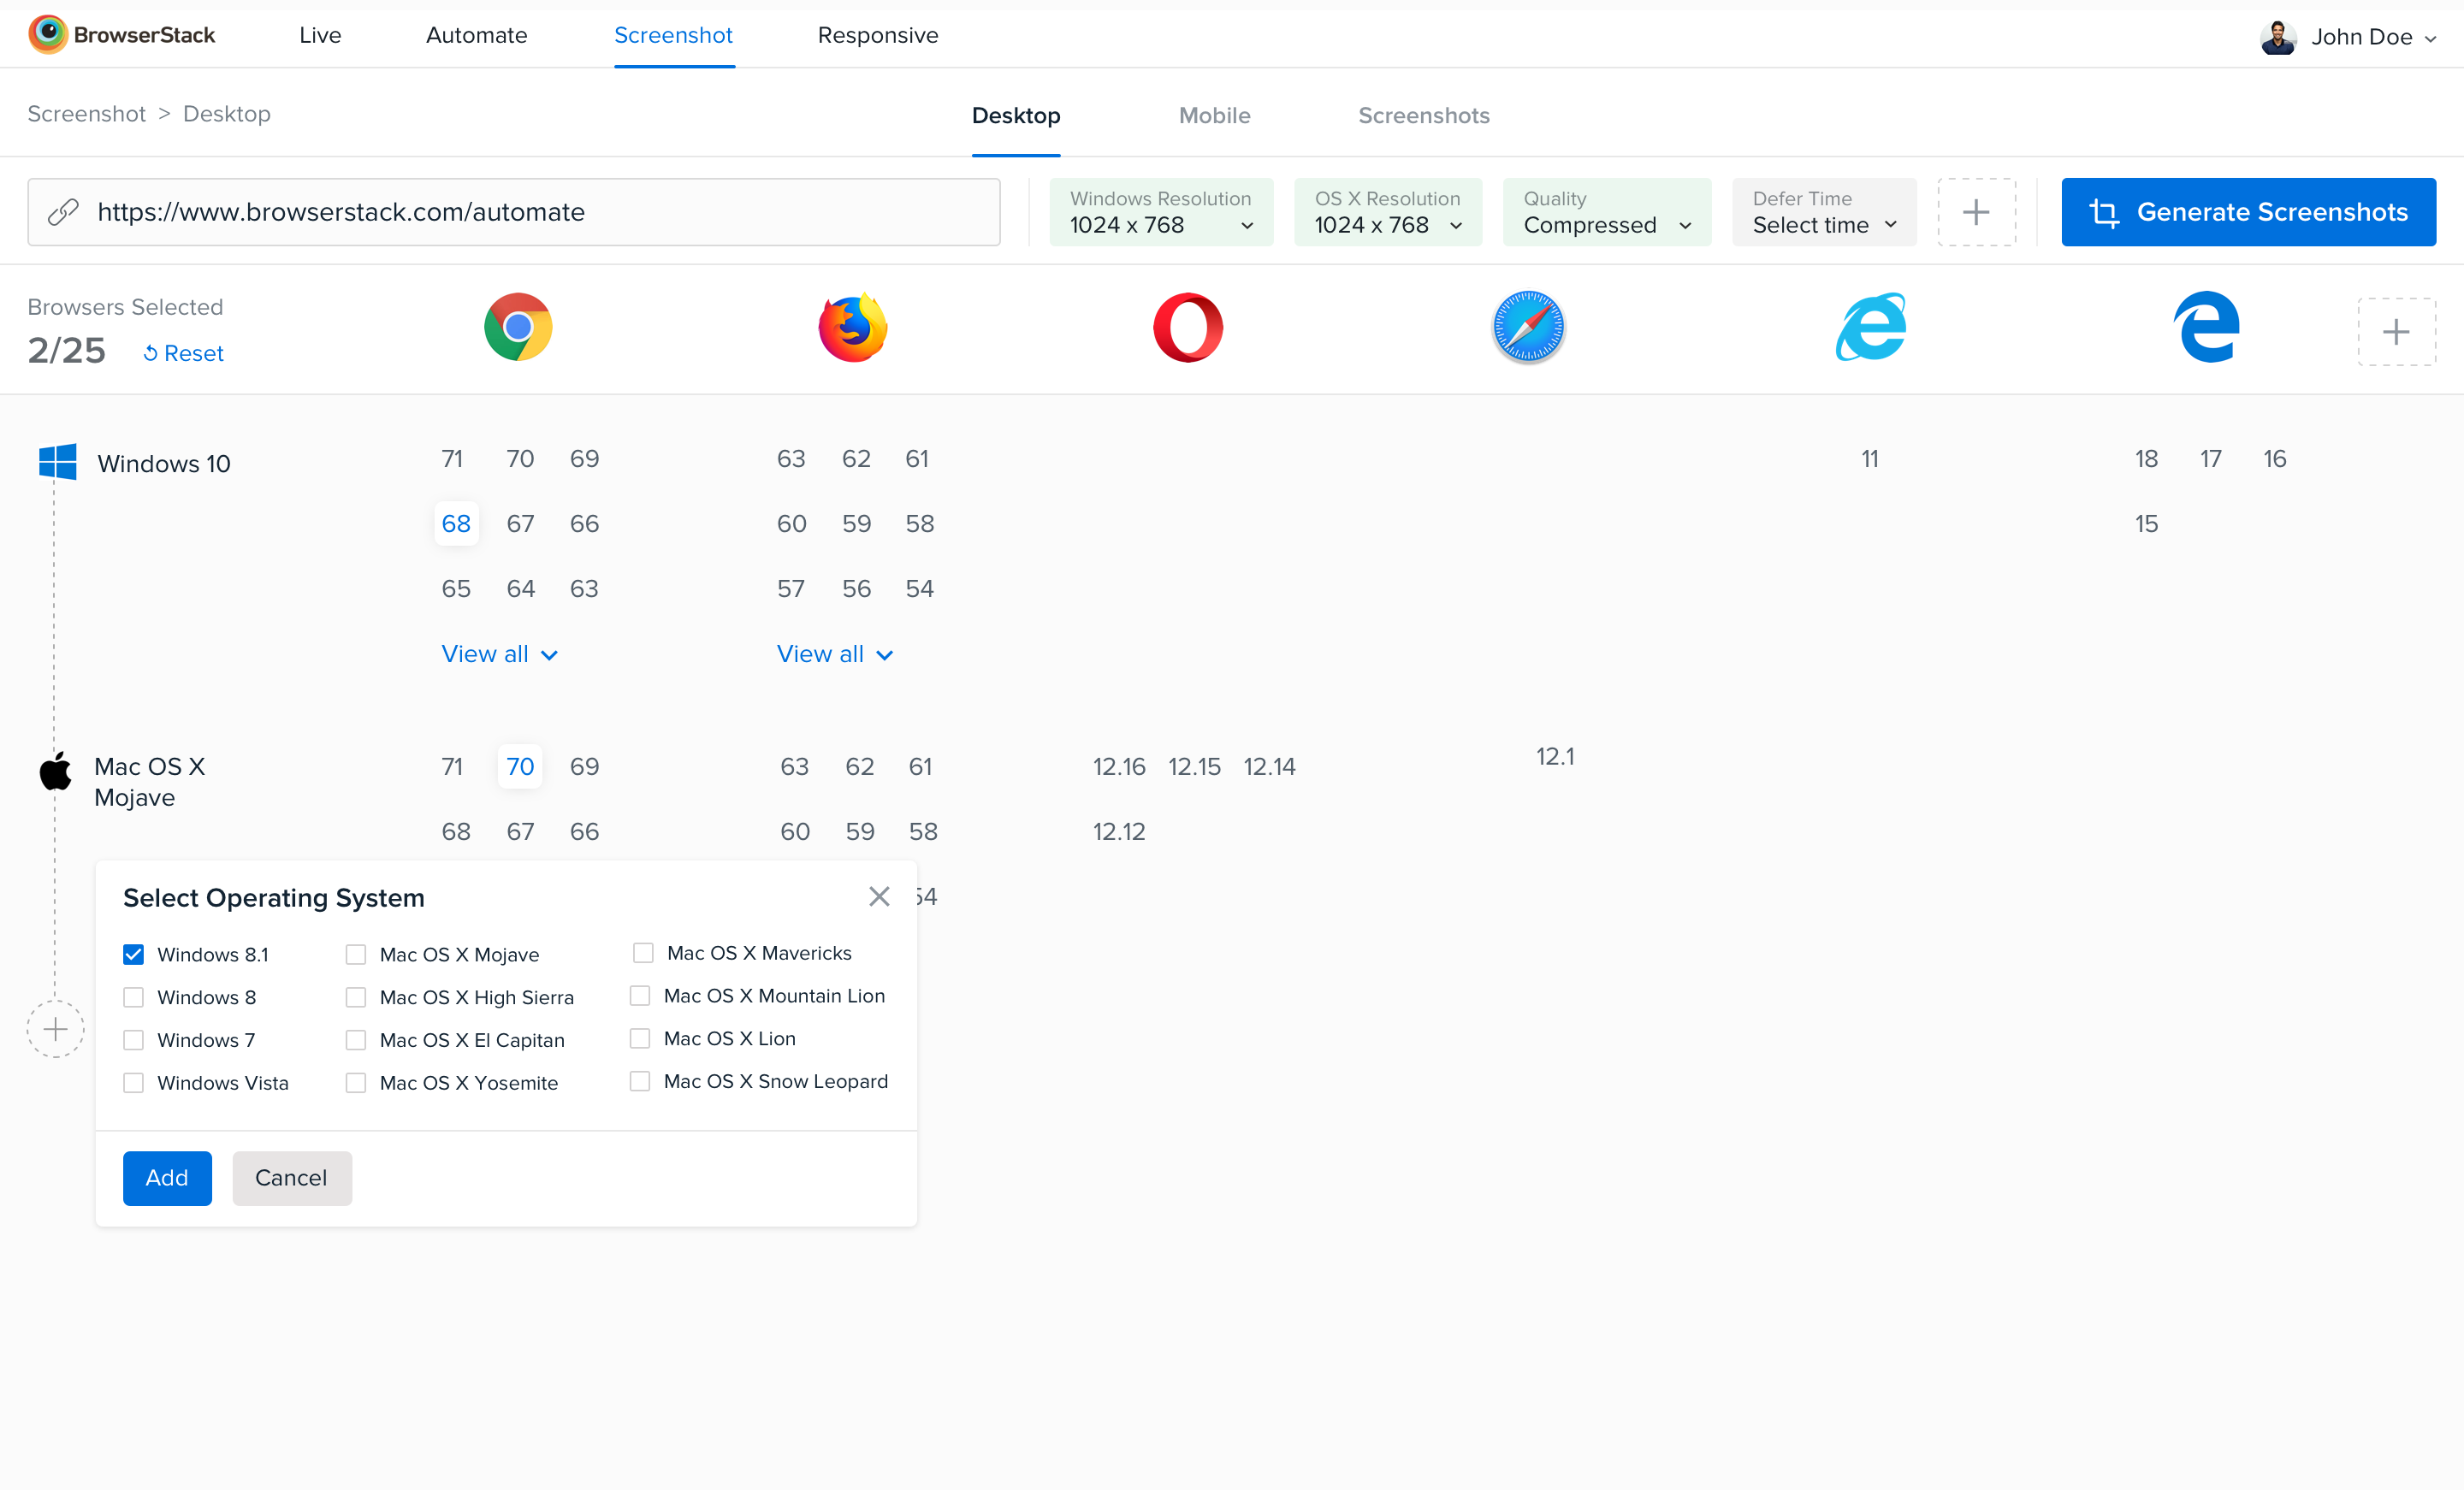 BrowserStack
Live
Automate
Screenshot
Responsive
John Doe
Screenshot > Desktop
Desktop
Mobile
Screenshots
https://www.browserstack.com/automate
Windows Resolution
1024 x 768
OS X Resolution
1024 x 768
Quality
Compressed
Defer Time
Select time
Generate Screenshots
Browsers Selected
2/25
Reset
Windows 10
71 70 69
68 67 66
65 64 63
View all
63 62 61
60 59 58
57 56 54
View all
11
18 17 16
15
Mac OS X
Mojave
71 70 69
68 67 66
63 62 61
60 59 58
54
12.16 12.15 12.14
12.12
12.1
Select Operating System
Windows 8.1
Windows 8
Windows 7
Windows Vista
Mac OS X Mojave
Mac OS X High Sierra
Mac OS X El Capitan
Mac OS X Yosemite
Mac OS X Mavericks
Mac OS X Mountain Lion
Mac OS X Lion
Mac OS X Snow Leopard
Add
Cancel